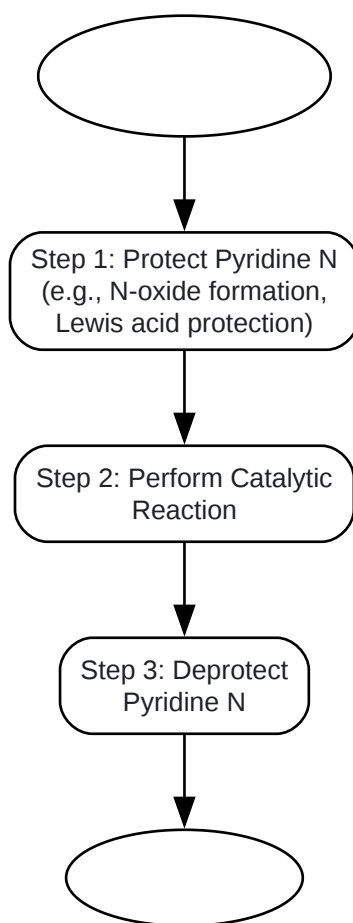 Step 1: Protect Pyridine N
(e.g., N-oxide formation,
Lewis acid protection)
Step 2: Perform Catalytic
Reaction
Step 3: Deprotect
Pyridine N